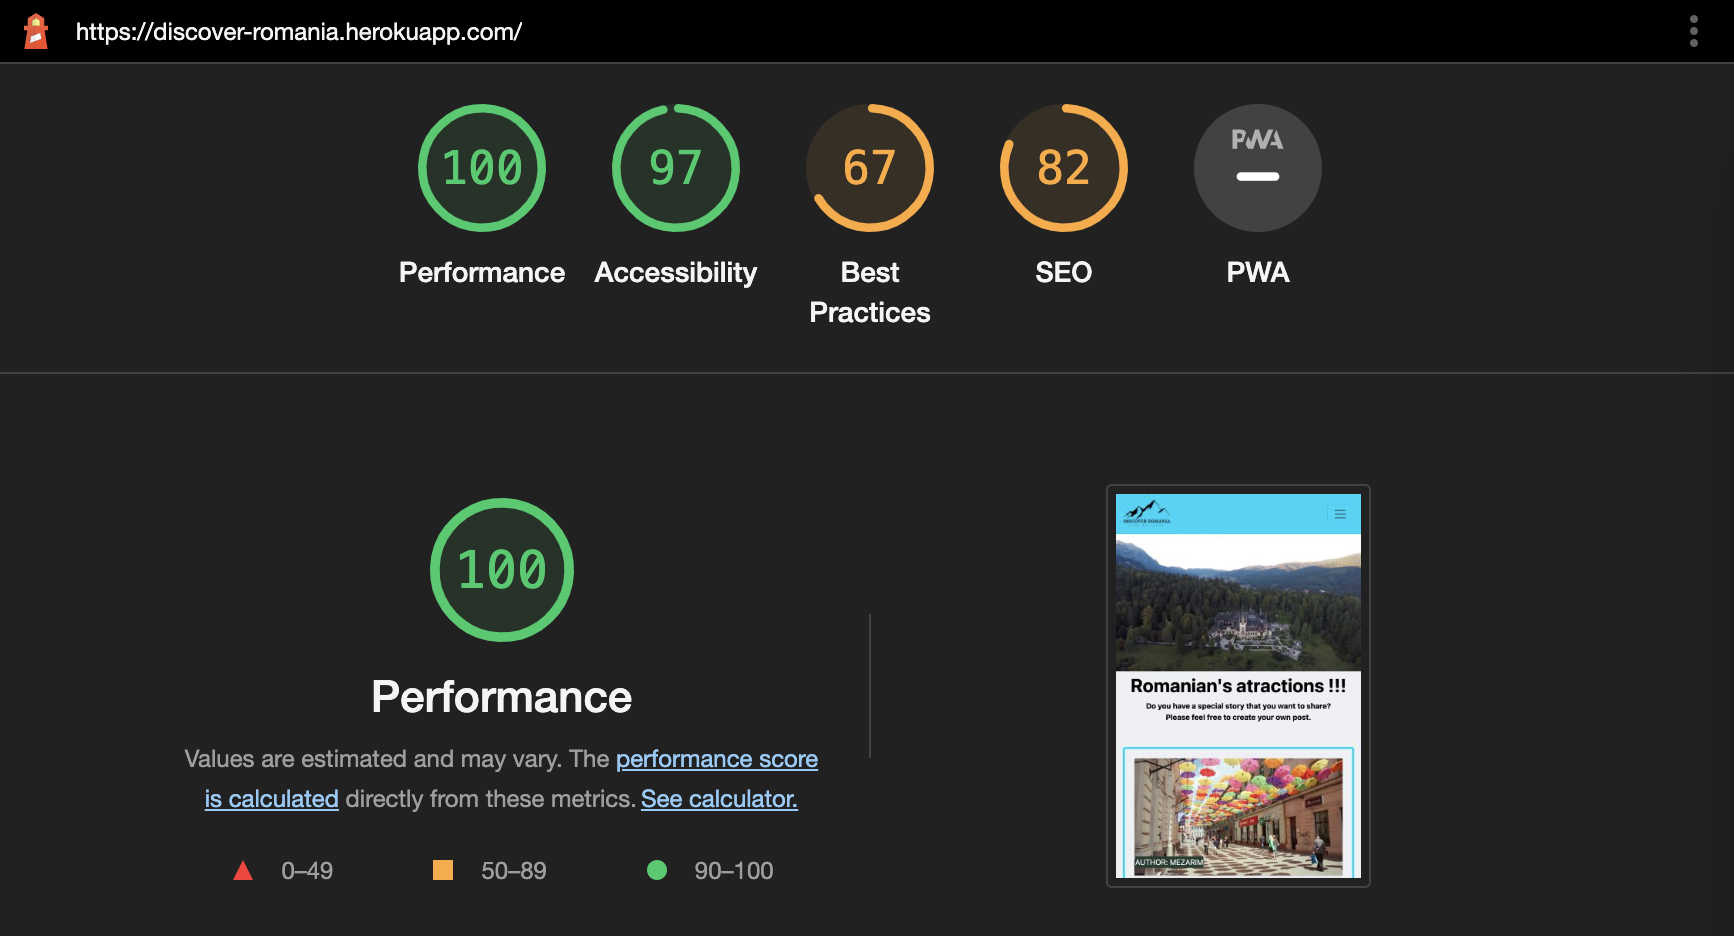 https://discover-romania.herokuapp.com/
100
97
67
82
PWA
Performance
Accessibility
Best
Practices
SEO
PWA
100
Performance
Values are estimated and may vary. The performance score
is calculated directly from these metrics. See calculator.
0–49
50–89
90–100
DISCOVER ROMANIA
Romanian's atractions !!!
Do you have a special story that you want to share?
Please feel free to create your own post.
AUTHOR: MEZARIM